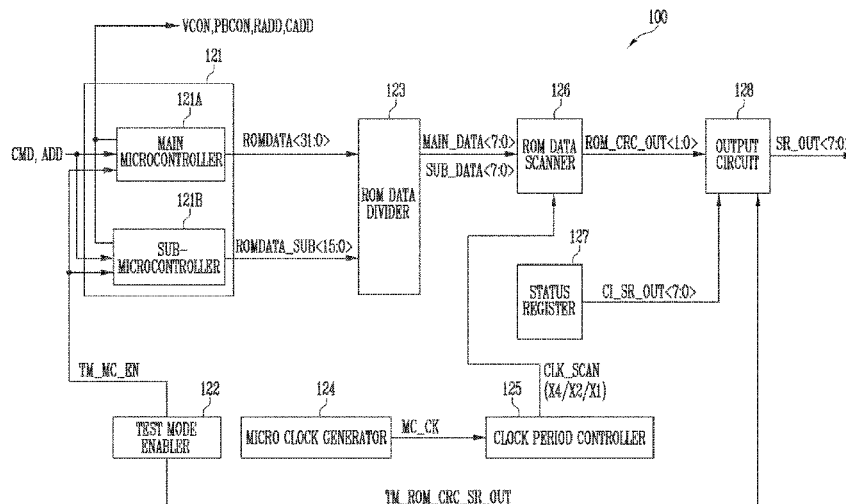 VCON,PBCON,RADD,CADD
100
121
123
126
128
121A
MAIN
MICROCONTROLLER
ROMDATA<31:0>
MAIN_DATA<7:0>
SUB_DATA<7:0>
ROM DATA
SCANNER
ROM_CRC_OUT<1:0>
OUTPUT
CIRCUIT
SR_OUT<7:0>
CMD, ADD
ROM DATA
DIVIDER
121B
SUB-
MICROCONTROLLER
ROMDATA_SUB<15:0>
127
STATUS
REGISTER
CI_SR_OUT<7:0>
TM_MC_EN
CLK_SCAN
(X4/X2/X1)
122
124
125
TEST MODE
ENABLER
MICRO CLOCK GENERATOR
MC_CK
CLOCK PERIOD CONTROLLER
TM_ROM_CRC_SR_OUT